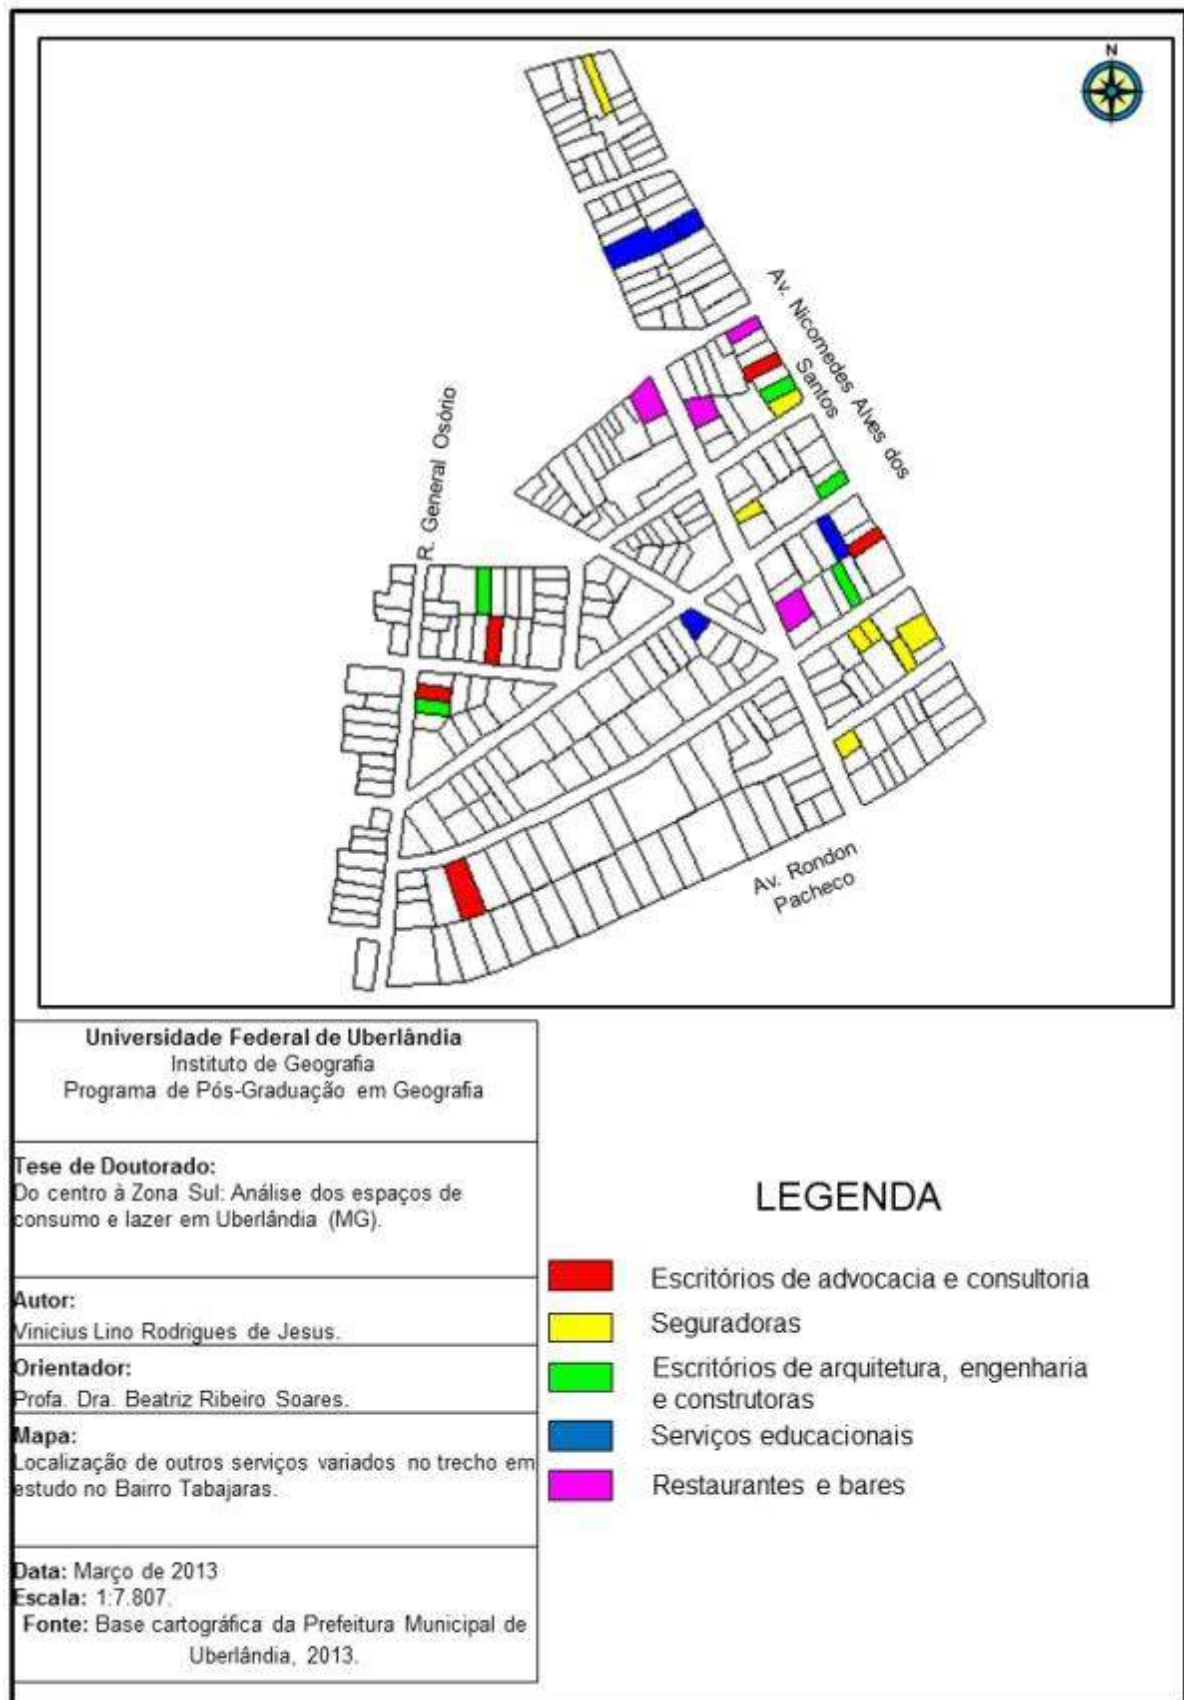 N
Av. Nicomedes Alves dos
Santos
R. General Osório
Av. Rondon
Pacheco
Universidade Federal de Uberlândia
Instituto de Geografia
Programa de Pós-Graduação em Geografia
Tese de Doutorado:
Do centro à Zona Sul: Análise dos espaços de
consumo e lazer em Uberlândia (MG).
Autor:
Vinicius Lino Rodrigues de Jesus.
Orientador:
Profa. Dra. Beatriz Ribeiro Soares.
Mapa:
Localização de outros serviços variados no trecho em
estudo no Bairro Tabajaras.
Data: Março de 2013
Escala: 1:7.807.
Fonte: Base cartográfica da Prefeitura Municipal de
Uberlândia, 2013.
LEGENDA
Escritórios de advocacia e consultoria
Seguradoras
Escritórios de arquitetura, engenharia
e construtoras
Serviços educacionais
Restaurantes e bares